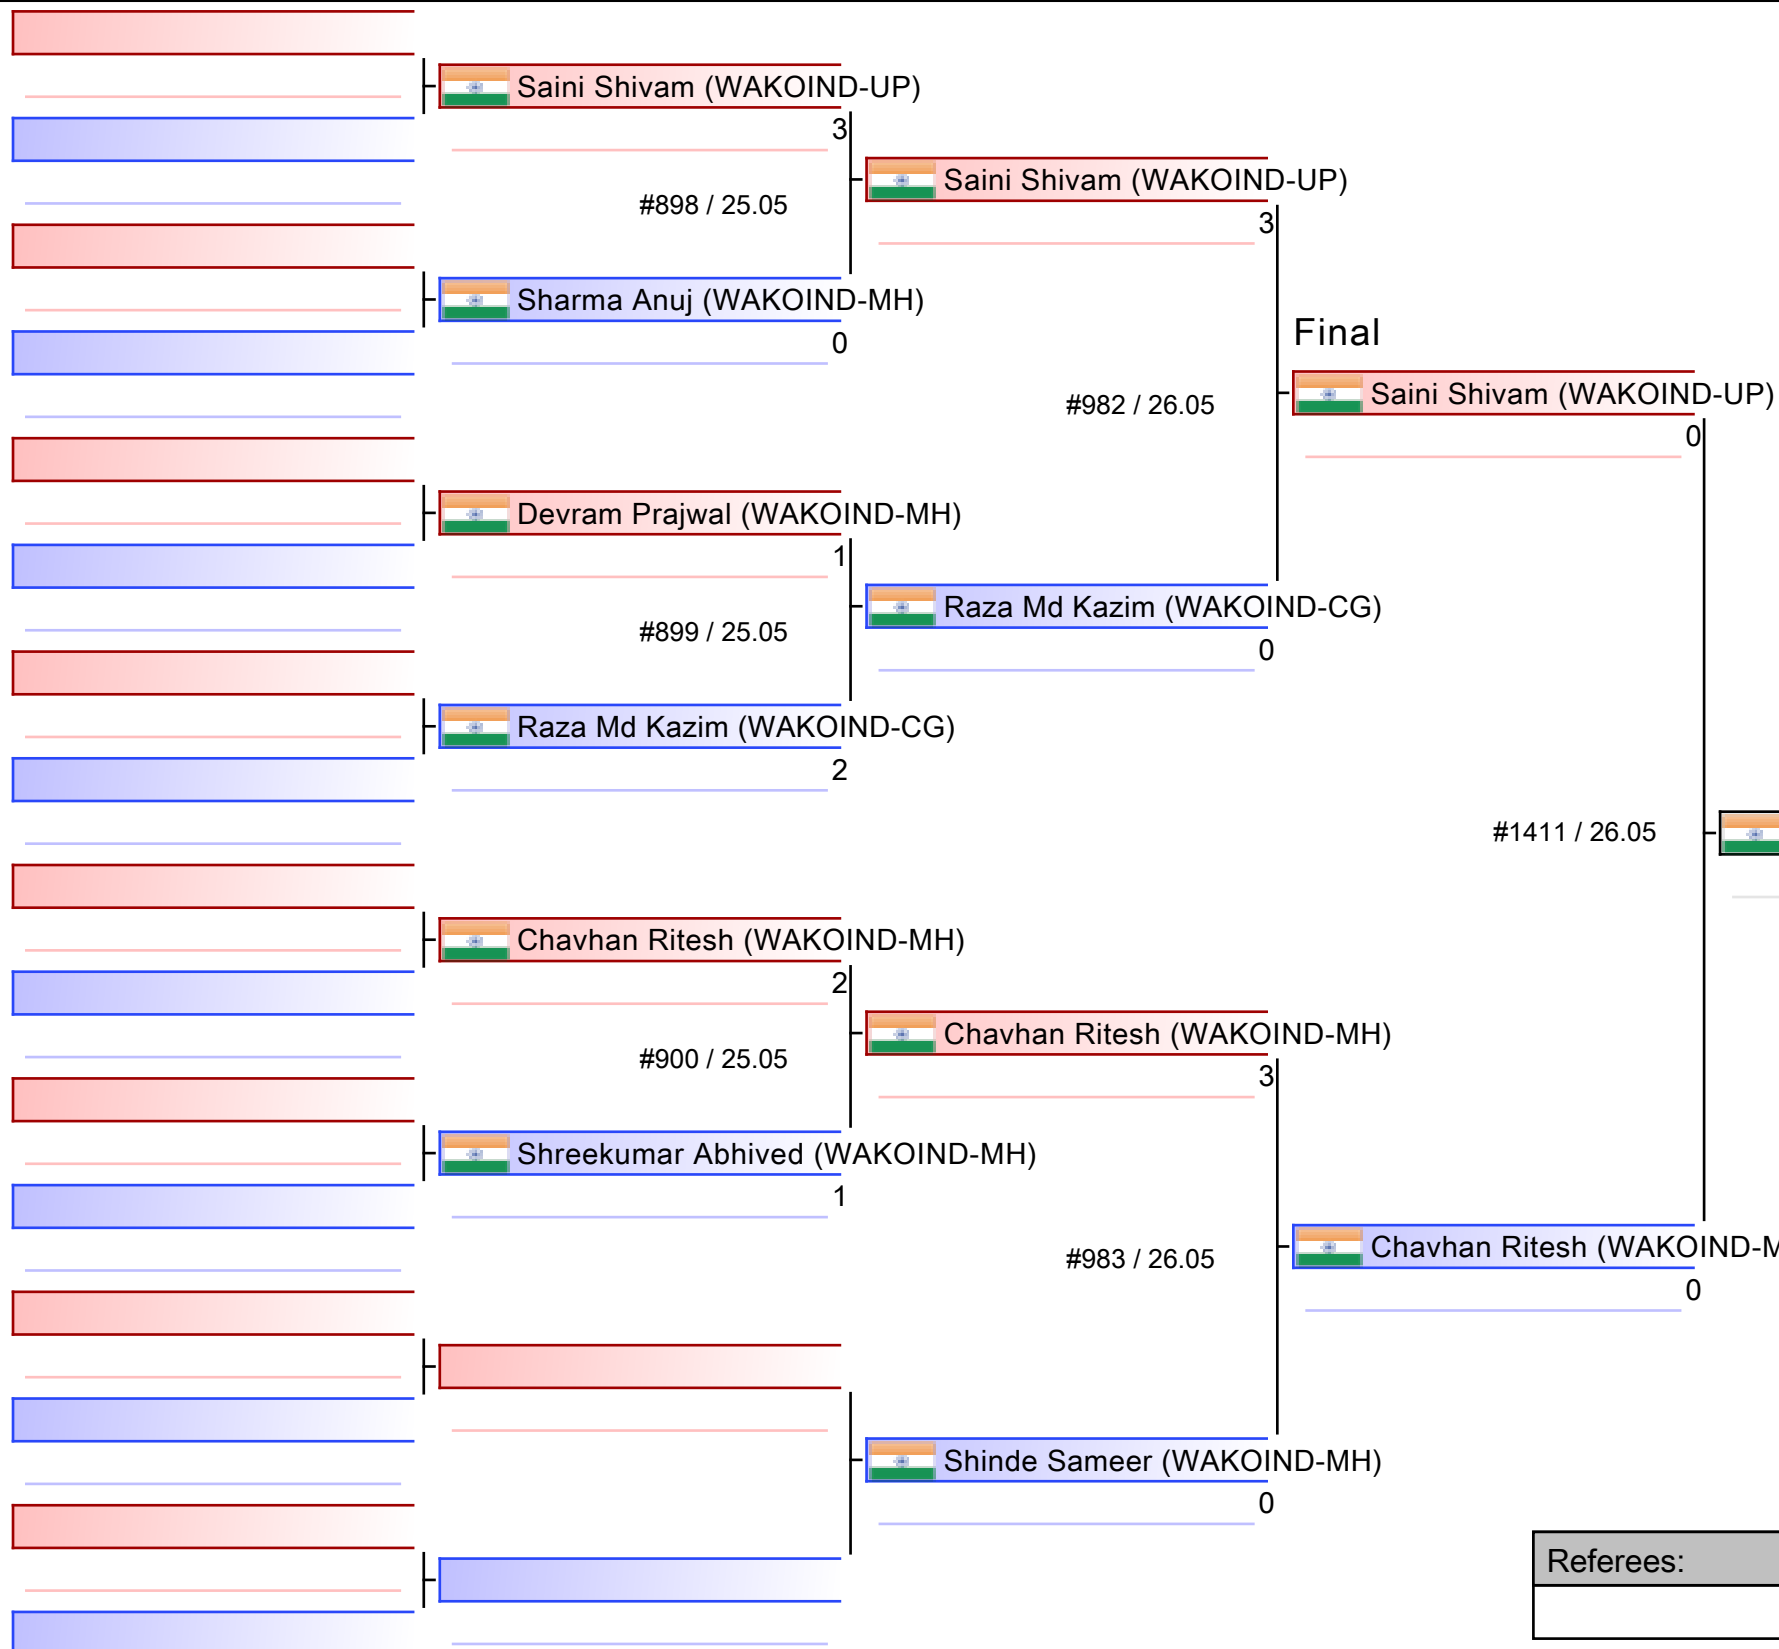 Saini Shivam (WAKOIND-UP)
3
#898 / 25.05
Sharma Anuj (WAKOIND-MH)
0
Devram Prajwal (WAKOIND-MH)
1
#899 / 25.05
Raza Md Kazim (WAKOIND-CG)
2
Chavhan Ritesh (WAKOIND-MH)
2
#900 / 25.05
Shreekumar Abhived (WAKOIND-MH)
1
Saini Shivam (WAKOIND-UP)
3
#982 / 26.05
Raza Md Kazim (WAKOIND-CG)
0
Chavhan Ritesh (WAKOIND-MH)
3
#983 / 26.05
Shinde Sameer (WAKOIND-MH)
0
Final
Saini Shivam (WAKOIND-UP)
0
#1411 / 26.05
Chavhan Ritesh (WAKOIND-M
0
Referees: